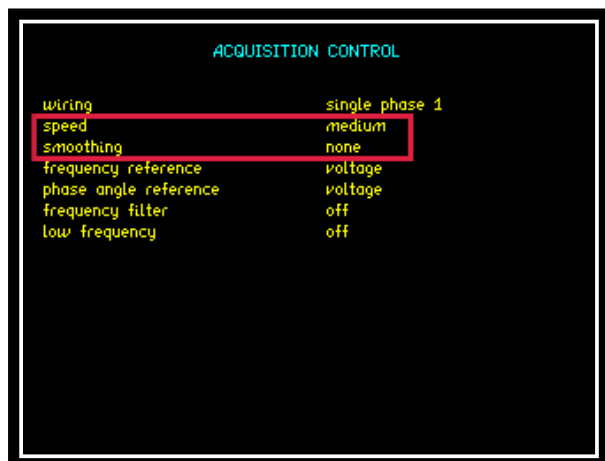 ACQUISITION CONTROL
wiring single phase 1
speed medium
smoothing none
frequency reference voltage
phase angle reference voltage
frequency filter off
low frequency off